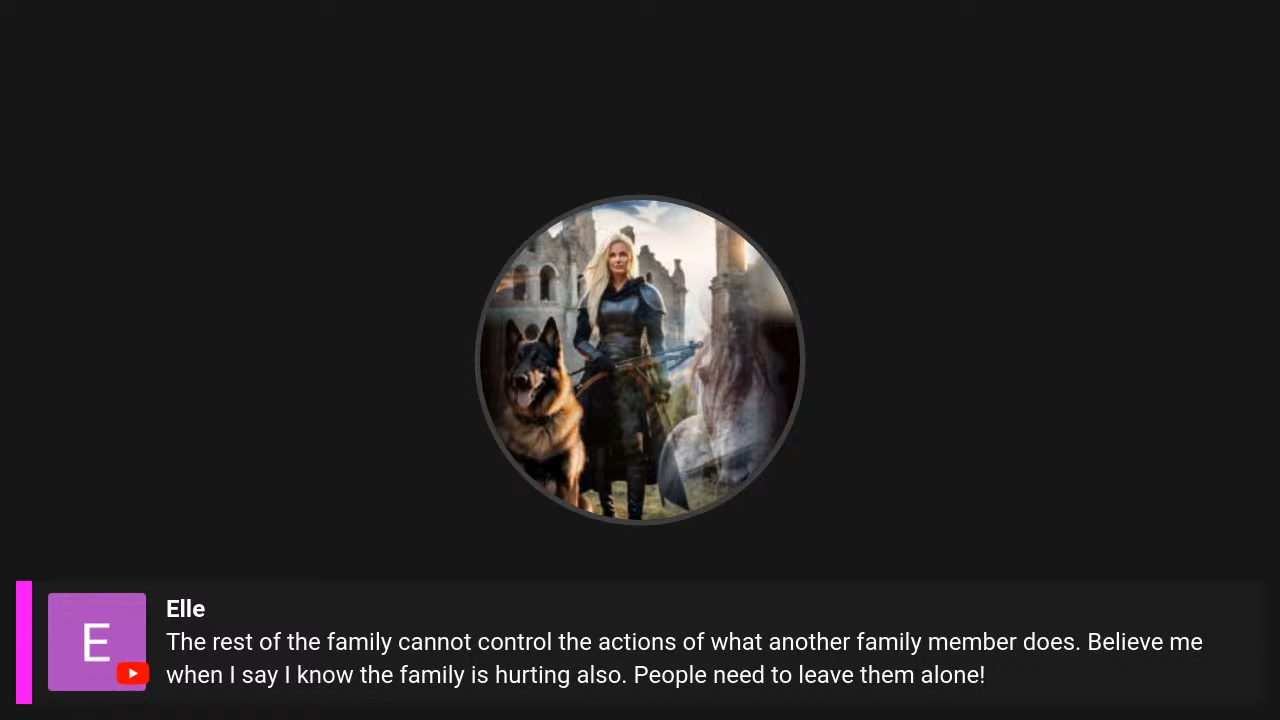 E
Elle
The rest of the family cannot control the actions of what another family member does. Believe me
when I say I know the family is hurting also. People need to leave them alone!